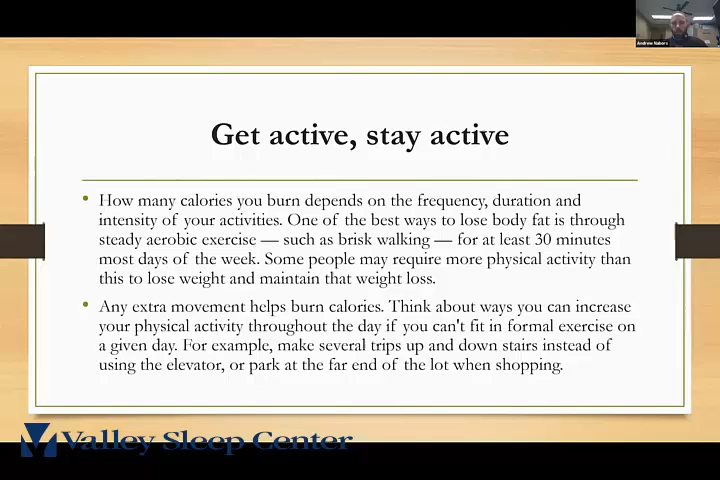 Andrew Nabors
Get active, stay active
• How many calories you burn depends on the frequency, duration and
intensity of your activities. One of the best ways to lose body fat is through
steady aerobic exercise — such as brisk walking — for at least 30 minutes
most days of the week. Some people may require more physical activity than
this to lose weight and maintain that weight loss.
• Any extra movement helps burn calories. Think about ways you can increase
your physical activity throughout the day if you can't fit in formal exercise on
a given day. For example, make several trips up and down stairs instead of
using the elevator, or park at the far end of the lot when shopping.
Valley Sleep Center